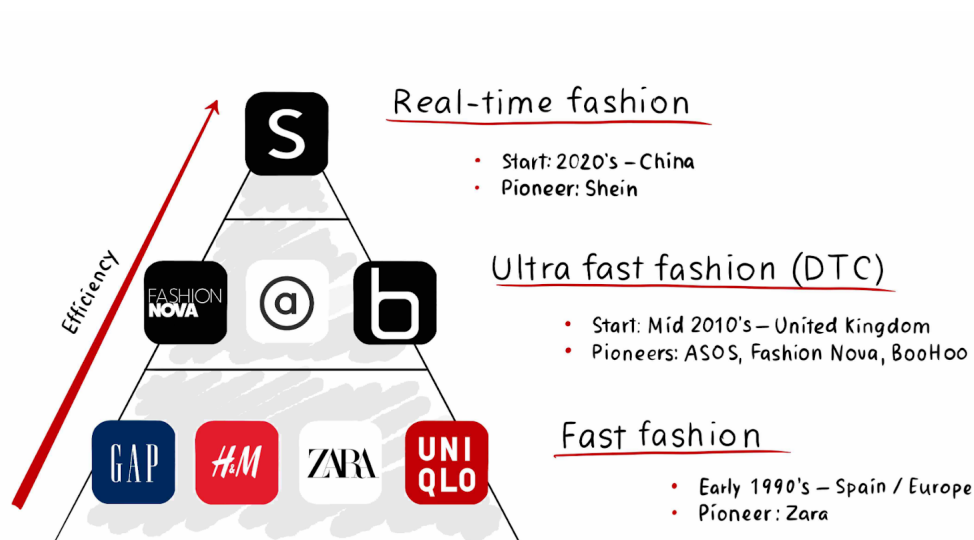 S
Real-time fashion
Start: 2020's – China
Pioneer: Shein
Efficiency
FASHION
NOVA
a
b
Ultra fast fashion (DTC)
Start: Mid 2010's – United Kingdom
Pioneers: ASOS, Fashion Nova, BooHoo
GAP
H&M
ZARA
UNI
QLO
Fast fashion
Early 1990's – Spain / Europe
Pioneer: Zara